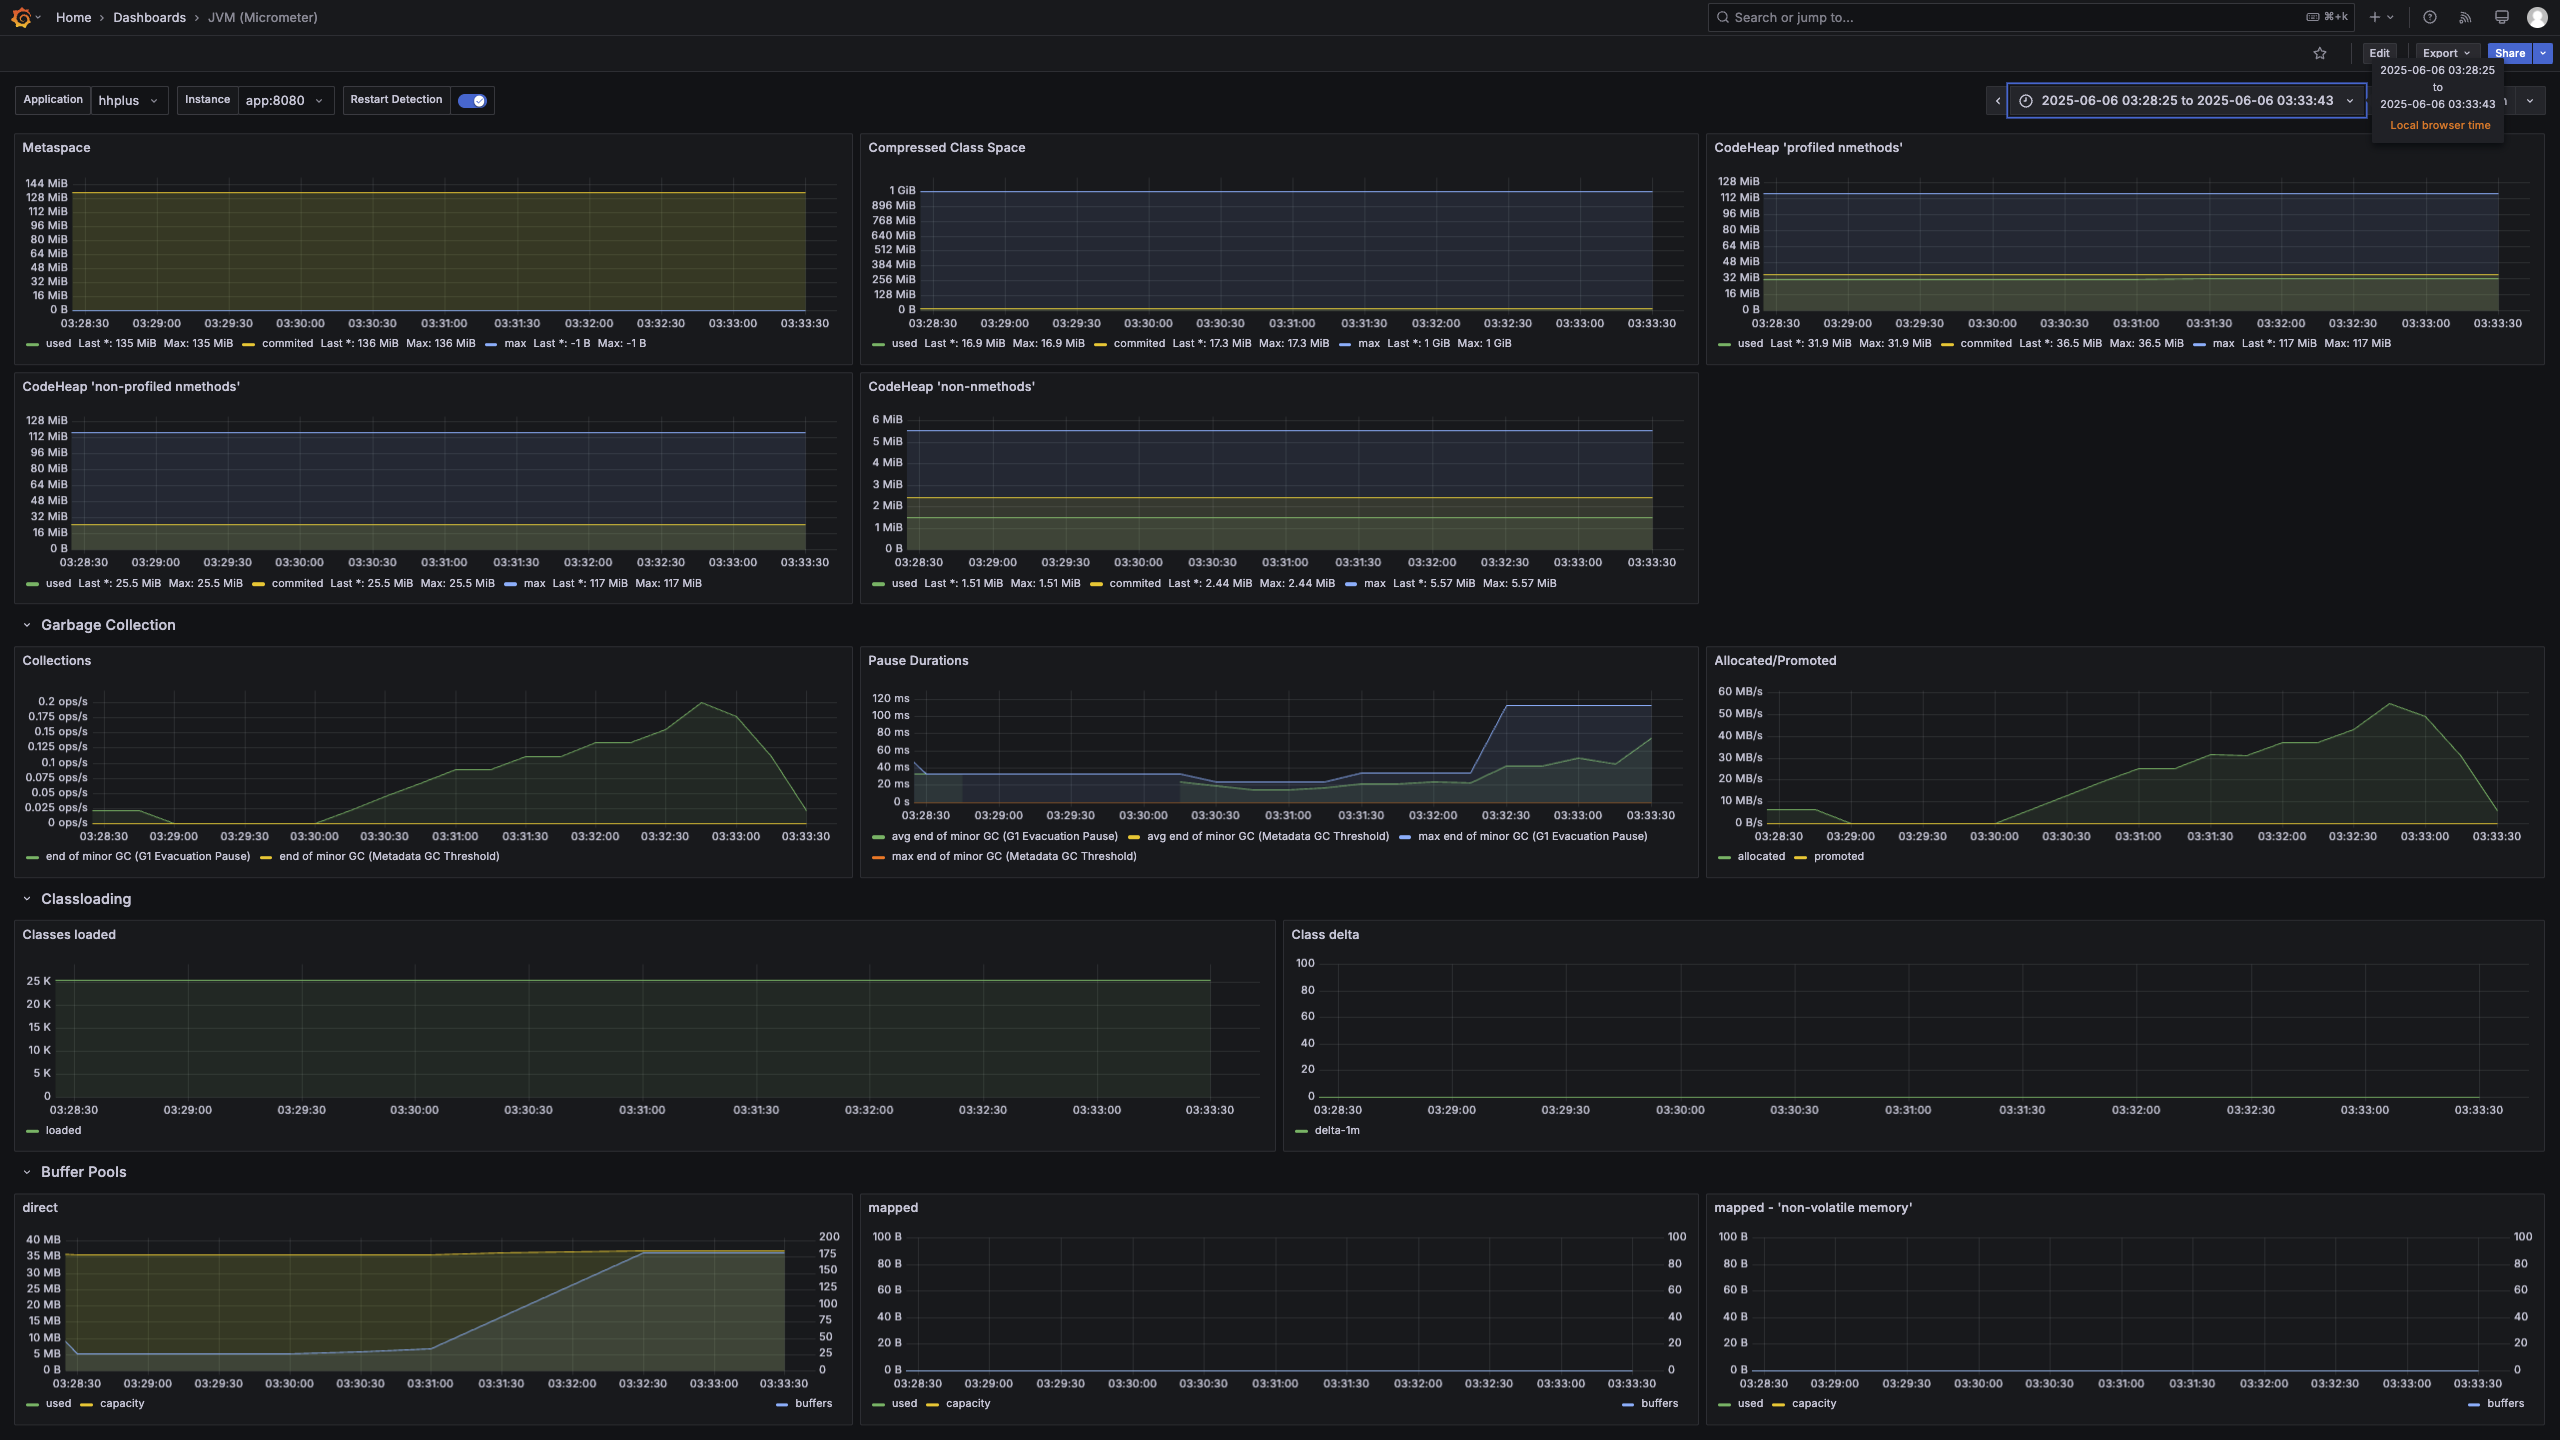 Home › Dashboards › JVM (Micrometer)
Search or jump to...
⌘+k
Edit
Export
Share
Application
hhplus
Instance
app:8080
Restart Detection
2025-06-06 03:28:25 to 2025-06-06 03:33:43
2025-06-06 03:28:25
to
2025-06-06 03:33:43
Local browser time
Metaspace
144 MiB
128 MiB
112 MiB
96 MiB
80 MiB
64 MiB
48 MiB
32 MiB
16 MiB
0 B
03:28:30 03:29:00 03:29:30 03:30:00 03:30:30 03:31:00 03:31:30 03:32:00 03:32:30 03:33:00 03:33:30
used Last *: 135 MiB Max: 135 MiB commited Last *: 136 MiB Max: 136 MiB max Last *: -1 B Max: -1 B
Compressed Class Space
1 GiB
896 MiB
768 MiB
640 MiB
512 MiB
384 MiB
256 MiB
128 MiB
0 B
03:28:30 03:29:00 03:29:30 03:30:00 03:30:30 03:31:00 03:31:30 03:32:00 03:32:30 03:33:00 03:33:30
used Last *: 16.9 MiB Max: 16.9 MiB commited Last *: 17.3 MiB Max: 17.3 MiB max Last *: 1 GiB Max: 1 GiB
CodeHeap 'profiled nmethods'
128 MiB
112 MiB
96 MiB
80 MiB
64 MiB
48 MiB
32 MiB
16 MiB
0 B
03:28:30 03:29:00 03:29:30 03:30:00 03:30:30 03:31:00 03:31:30 03:32:00 03:32:30 03:33:00 03:33:30
used Last *: 31.9 MiB Max: 31.9 MiB commited Last *: 36.5 MiB Max: 36.5 MiB max Last *: 117 MiB Max: 117 MiB
CodeHeap 'non-profiled nmethods'
128 MiB
112 MiB
96 MiB
80 MiB
64 MiB
48 MiB
32 MiB
16 MiB
0 B
03:28:30 03:29:00 03:29:30 03:30:00 03:30:30 03:31:00 03:31:30 03:32:00 03:32:30 03:33:00 03:33:30
used Last *: 25.5 MiB Max: 25.5 MiB commited Last *: 25.5 MiB Max: 25.5 MiB max Last *: 117 MiB Max: 117 MiB
CodeHeap 'non-nmethods'
6 MiB
5 MiB
4 MiB
3 MiB
2 MiB
1 MiB
0 B
03:28:30 03:29:00 03:29:30 03:30:00 03:30:30 03:31:00 03:31:30 03:32:00 03:32:30 03:33:00 03:33:30
used Last *: 1.51 MiB Max: 1.51 MiB commited Last *: 2.44 MiB Max: 2.44 MiB max Last *: 5.57 MiB Max: 5.57 MiB
Garbage Collection
Collections
0.2 ops/s
0.175 ops/s
0.15 ops/s
0.125 ops/s
0.1 ops/s
0.075 ops/s
0.05 ops/s
0.025 ops/s
0 ops/s
03:28:30 03:29:00 03:29:30 03:30:00 03:30:30 03:31:00 03:31:30 03:32:00 03:32:30 03:33:00 03:33:30
end of minor GC (G1 Evacuation Pause) end of minor GC (Metadata GC Threshold)
Pause Durations
120 ms
100 ms
80 ms
60 ms
40 ms
20 ms
0 s
03:28:30 03:29:00 03:29:30 03:30:00 03:30:30 03:31:00 03:31:30 03:32:00 03:32:30 03:33:00 03:33:30
avg end of minor GC (G1 Evacuation Pause) avg end of minor GC (Metadata GC Threshold) max end of minor GC (G1 Evacuation Pause)
max end of minor GC (Metadata GC Threshold)
Allocated/Promoted
60 MB/s
50 MB/s
40 MB/s
30 MB/s
20 MB/s
10 MB/s
0 B/s
03:28:30 03:29:00 03:29:30 03:30:00 03:30:30 03:31:00 03:31:30 03:32:00 03:32:30 03:33:00 03:33:30
allocated promoted
Classloading
Classes loaded
25 K
20 K
15 K
10 K
5 K
0
03:28:30 03:29:00 03:29:30 03:30:00 03:30:30 03:31:00 03:31:30 03:32:00 03:32:30 03:33:00 03:33:30
loaded
Class delta
100
80
60
40
20
0
03:28:30 03:29:00 03:29:30 03:30:00 03:30:30 03:31:00 03:31:30 03:32:00 03:32:30 03:33:00 03:33:30
delta-1m
Buffer Pools
direct
40 MB 200
35 MB 175
30 MB 150
25 MB 125
20 MB 100
15 MB 75
10 MB 50
5 MB 25
0 B 0
03:28:30 03:29:00 03:29:30 03:30:00 03:30:30 03:31:00 03:31:30 03:32:00 03:32:30 03:33:00 03:33:30
used capacity buffers
mapped
100 B 100
80 B 80
60 B 60
40 B 40
20 B 20
0 B 0
03:28:30 03:29:00 03:29:30 03:30:00 03:30:30 03:31:00 03:31:30 03:32:00 03:32:30 03:33:00 03:33:30
used capacity buffers
mapped - 'non-volatile memory'
100 B 100
80 B 80
60 B 60
40 B 40
20 B 20
0 B 0
03:28:30 03:29:00 03:29:30 03:30:00 03:30:30 03:31:00 03:31:30 03:32:00 03:32:30 03:33:00 03:33:30
used capacity buffers